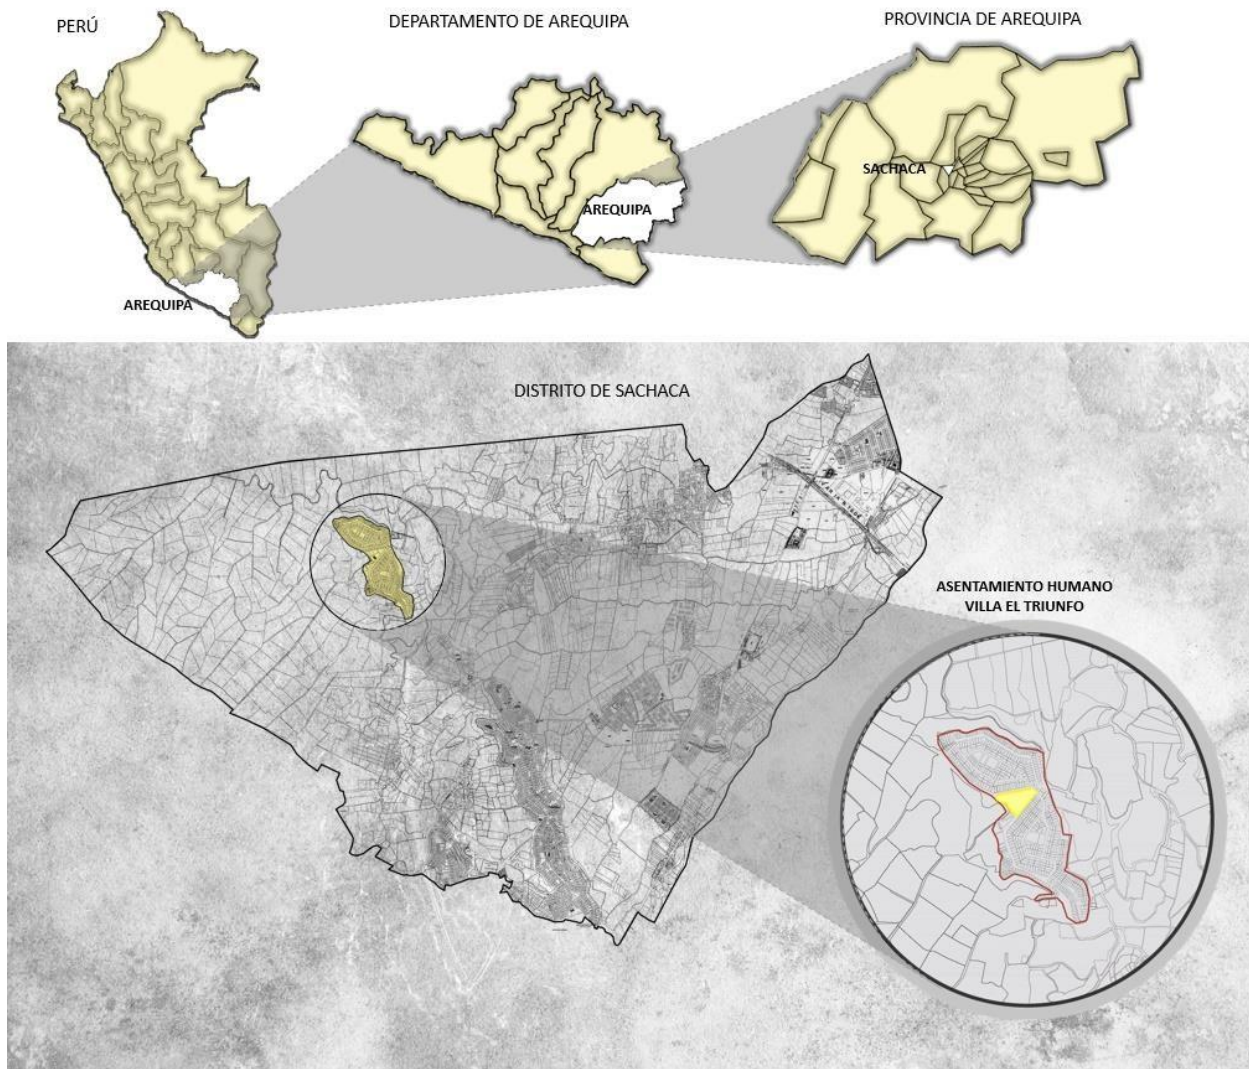 PERÚ
DEPARTAMENTO DE AREQUIPA
PROVINCIA DE AREQUIPA
AREQUIPA
AREQUIPA
SACHACA
DISTRITO DE SACHACA
ASENTAMIENTO HUMANO
VILLA EL TRIUNFO